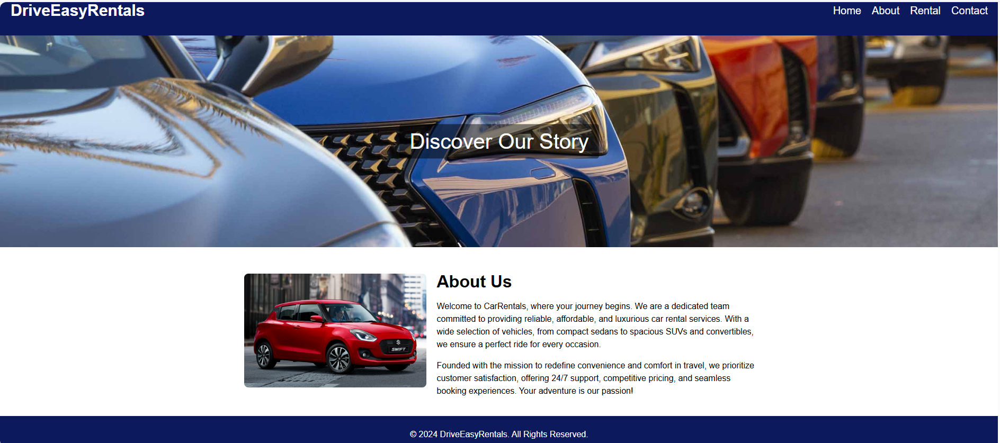 DriveEasyRentals
Home About Rental Contact
Discover Our Story
SWIFT
About Us
Welcome to CarRentals, where your journey begins. We are a dedicated team
committed to providing reliable, affordable, and luxurious car rental services. With a
wide selection of vehicles, from compact sedans to spacious SUVs and convertibles,
we ensure a perfect ride for every occasion.
Founded with the mission to redefine convenience and comfort in travel, we prioritize
customer satisfaction, offering 24/7 support, competitive pricing, and seamless
booking experiences. Your adventure is our passion!
© 2024 DriveEasyRentals. All Rights Reserved.